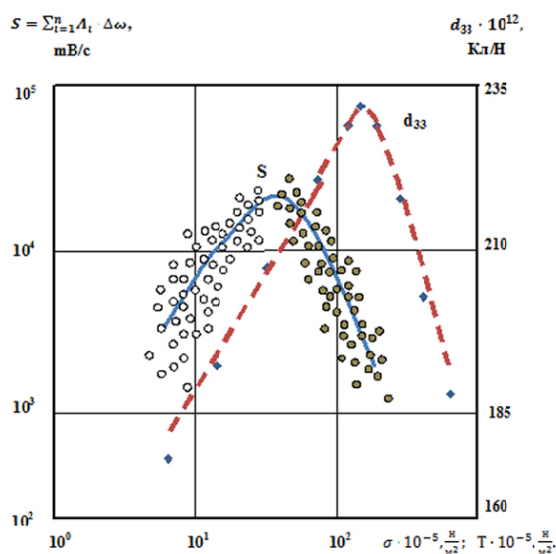 S = ∑ⁿᵢ₌₁ Aᵢ · Δω, d₃₃ · 10¹²,
mB/c Кл/Н
10⁵ 235
d₃₃
S
10⁴ 210
10³ 185
10² 160
10⁰ 10¹ 10² 10³
σ · 10⁻⁵, н/м²; T · 10⁻⁵, н/м².